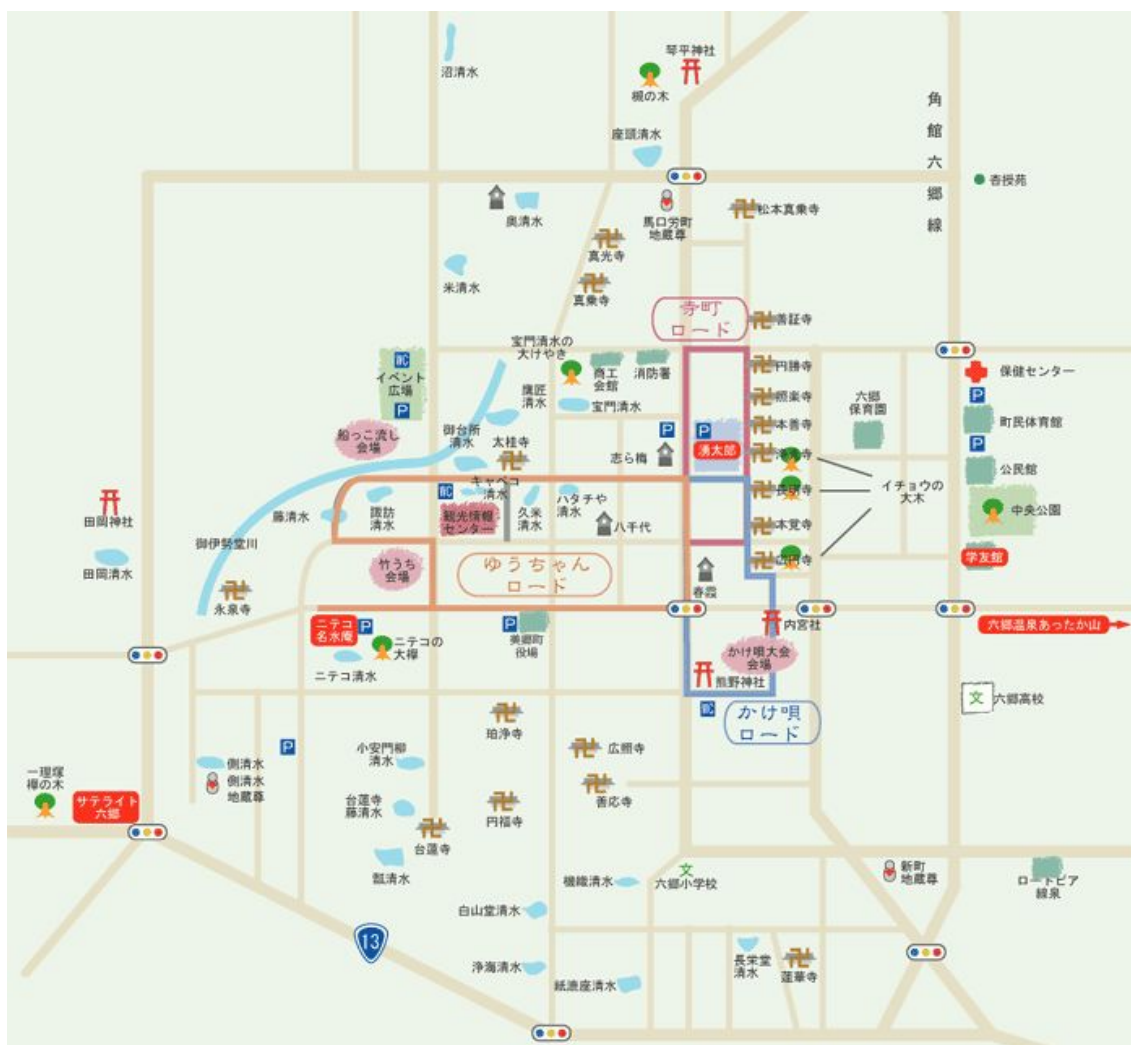 沼清水
琴平神社
槻の木
座頭清水
角館六郷線
杏授苑
奥清水
馬口労町
地蔵尊
松本真乗寺
真光寺
米清水
真乗寺
寺町
ロード
善証寺
宝門清水の
大けやき
WC
イベント
広場
P
鷹匠
清水
商工
会館
消防署
宝門清水
円勝寺
照楽寺
本善寺
六郷
保育園
保健センター
P
町民体育館
P
公民館
船っこ流し
会場
御台所
清水
太桂寺
志ら梅
P
P
湧太郎
イチョウの
大木
中央公園
田岡神社
田岡清水
藤清水
諏訪
清水
WC
キャペコ
清水
観光情報
センター
久米
清水
ハタチや
清水
八千代
本覚寺
学友館
御伊勢堂川
竹うち
会場
ゆうちゃん
ロード
春霞
永泉寺
ニテコ
名水庵
P
ニテコの
大欅
ニテコ清水
P
美郷町
役場
内宮社
六郷温泉あったか山
かけ唄大会
会場
熊野神社
WC
かけ唄
ロード
文
六郷高校
珀浄寺
P
小安門柳
清水
広照寺
側清水
側清水
地蔵尊
一理塚
欅の木
サテライト
六郷
台蓮寺
藤清水
円福寺
善応寺
台蓮寺
瓢清水
機織清水
文
六郷小学校
新町
地蔵尊
ロートピア
緑泉
白山堂清水
13
浄海清水
紙漉座清水
長栄堂
清水
蓮華寺